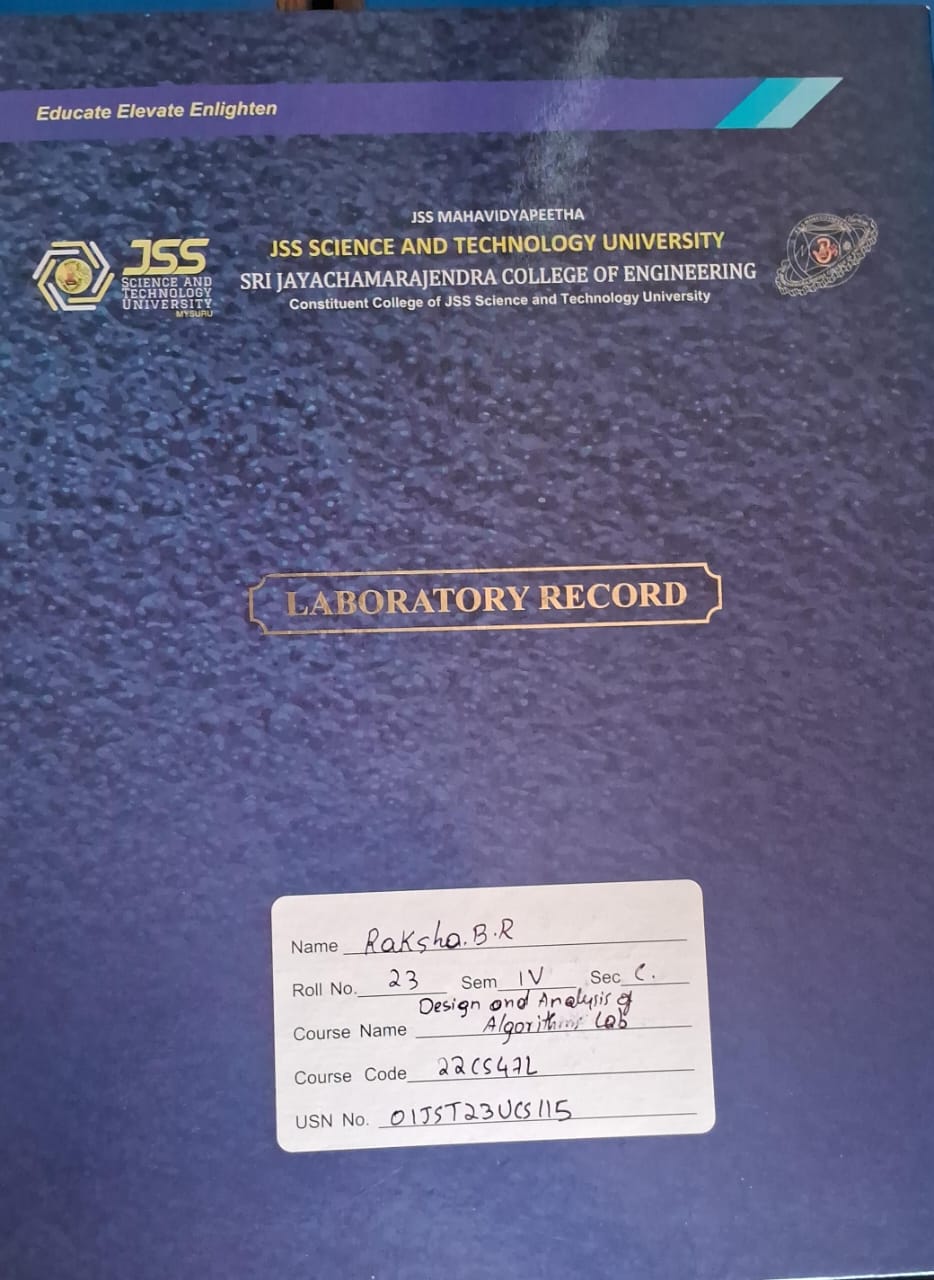 Educate Elevate Enlighten
JSS MAHAVIDYAPEETHA
JSS SCIENCE AND TECHNOLOGY UNIVERSITY
SRI JAYACHAMARAJENDRA COLLEGE OF ENGINEERING
Constituent College of JSS Science and Technology University
JSS
SCIENCE AND
TECHNOLOGY
UNIVERSITY
MYSURU
LABORATORY RECORD
Name Raksha.B.R
Roll No. 23 Sem IV Sec C.
Design and Analysis of
Course Name Algorithms Lab
Course Code 22CS47L
USN No. 01JST23UCS115